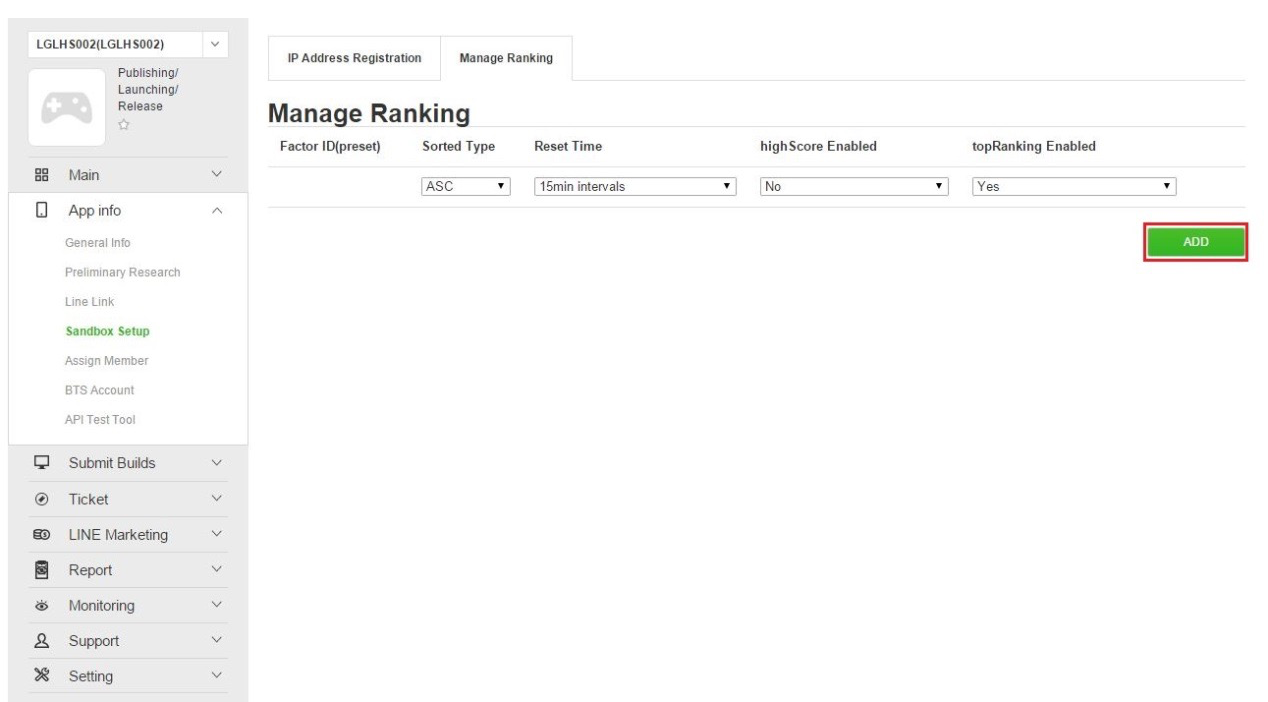 LGLHS002(LGLHS002)
Publishing/
Launching/
Release
Main
App info
General Info
Preliminary Research
Line Link
Sandbox Setup
Assign Member
BTS Account
API Test Tool
Submit Builds
Ticket
LINE Marketing
Report
Monitoring
Support
Setting
IP Address Registration Manage Ranking
Manage Ranking
Factor ID(preset) Sorted Type Reset Time highScore Enabled topRanking Enabled
ASC 15min intervals No Yes
ADD